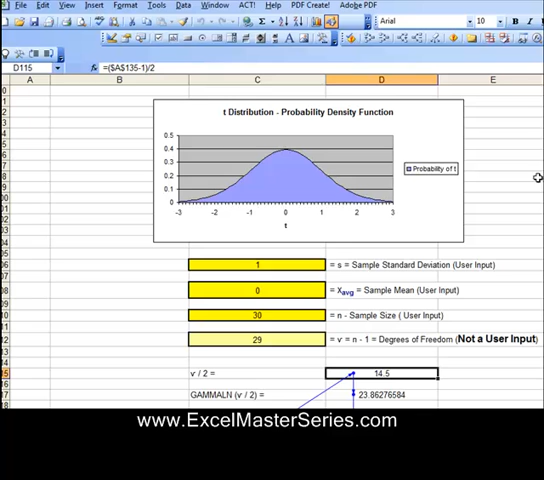 File Edit View Insert Format Tools Data Window ACT! Help PDF Create! Adobe PDF
Arial 10 B I
D115 fx =($A$135-1)/2
A B C D E
t Distribution - Probability Density Function
0.5
0.4
0.3
0.2
0.1
0
-3 -2 -1 0 1 2 3
t
Probability of t
1 = s = Sample Standard Deviation (User Input)
0 = Xavg = Sample Mean (User Input)
30 = n - Sample Size ( User Input)
29 = v = n - 1 = Degrees of Freedom (Not a User Input)
v / 2 = 14.5
GAMMALN (v / 2) = 23.86276584
www.ExcelMasterSeries.com